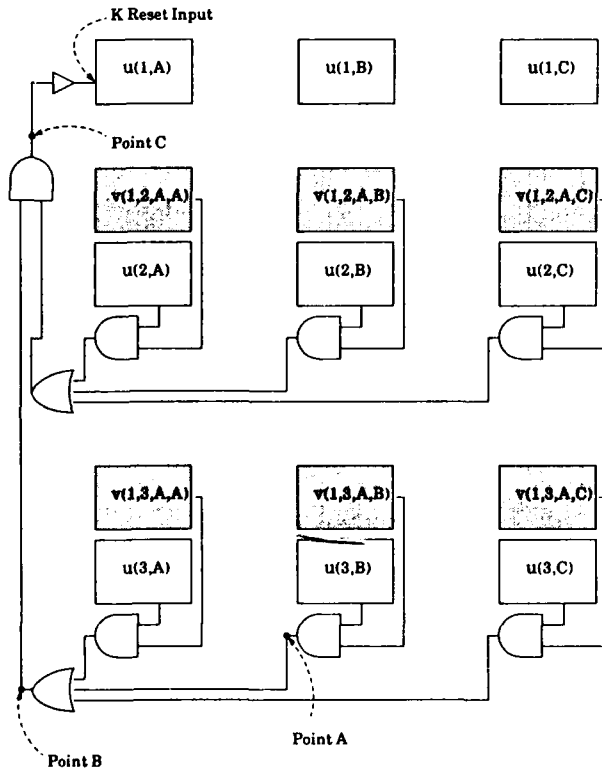 K Reset Input
u(1,A)
u(1,B)
u(1,C)
Point C
v(1,2,A,A)
v(1,2,A,B)
v(1,2,A,C)
u(2,A)
u(2,B)
u(2,C)
v(1,3,A,A)
v(1,3,A,B)
v(1,3,A,C)
u(3,A)
u(3,B)
u(3,C)
Point A
Point B